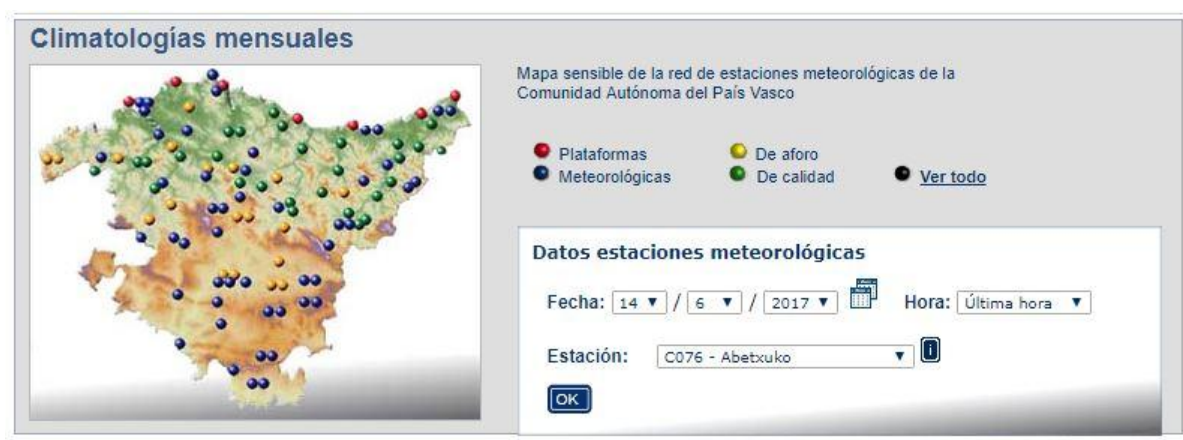 Climatologías mensuales
Mapa sensible de la red de estaciones meteorológicas de la
Comunidad Autónoma del País Vasco
Plataformas De aforo
Meteorológicas De calidad Ver todo
Datos estaciones meteorológicas
Fecha: 14 / 6 / 2017 Hora: Última hora
Estación: C076 - Abetxuko i
OK